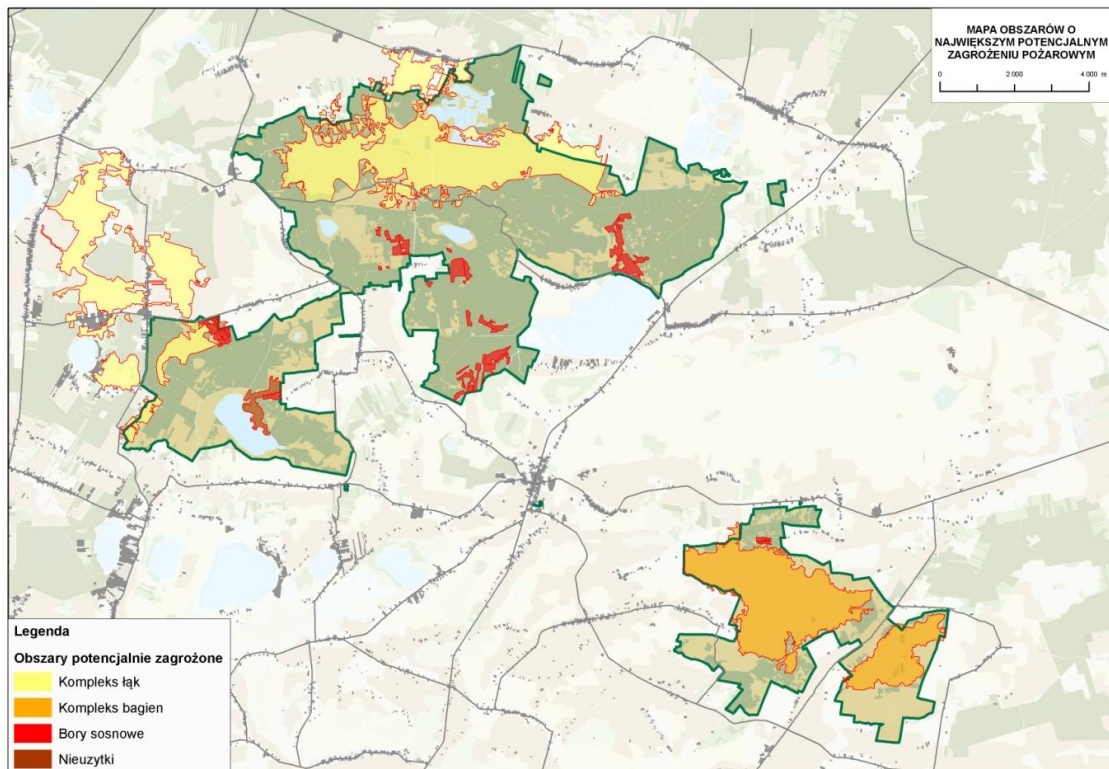 MAPA OBSZARÓW O
NAJWIĘKSZYM POTENCJALNYM
ZAGROŻENIU POŻAROWYM
0 2 000 4 000 m
Legenda
Obszary potencjalnie zagrożone
Kompleks łąk
Kompleks bagien
Bory sosnowe
Nieuzytki